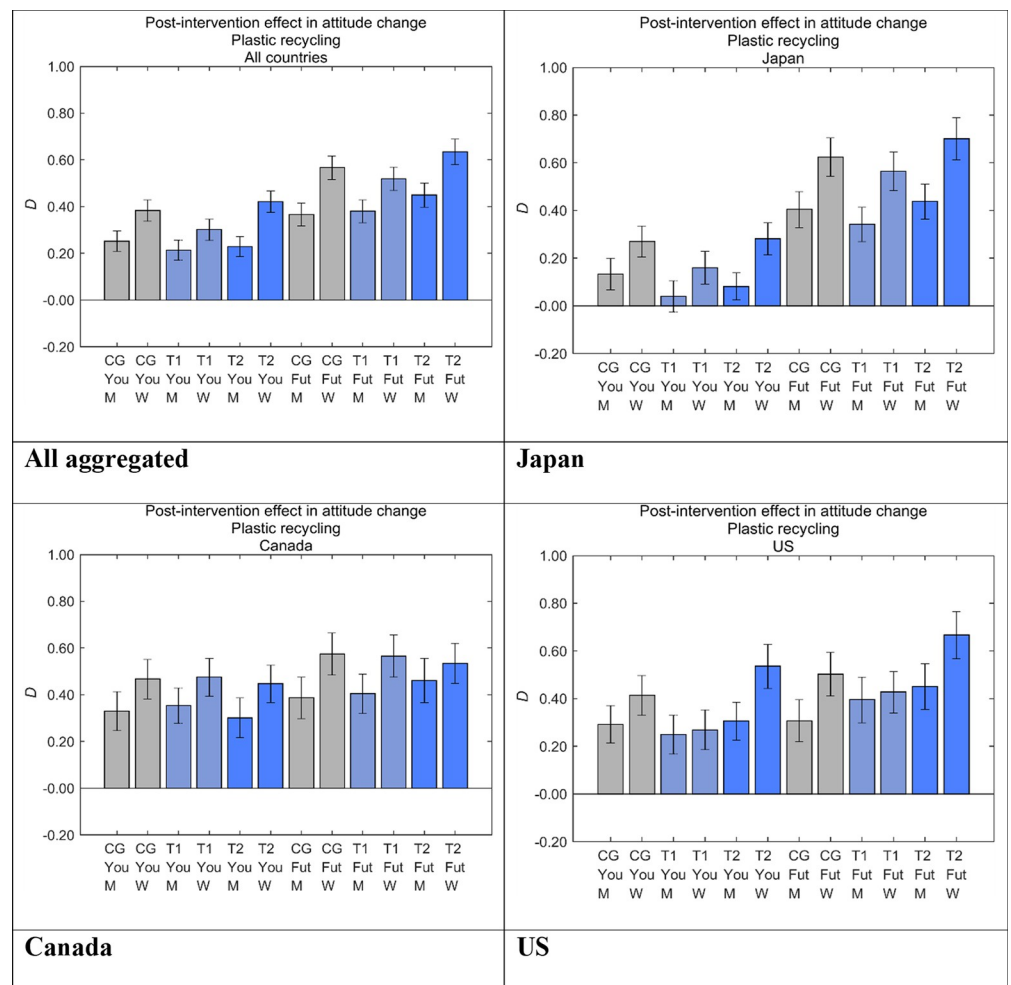 Post-intervention effect in attitude change
Plastic recycling
All countries
1.00
0.80
0.60
0.40
0.20
-0.00
-0.20
D
CG CG T1 T1 T2 T2 CG CG T1 T1 T2 T2
You You You You You You Fut Fut Fut Fut Fut Fut
M W M W M W M W M W M W
All aggregated
Post-intervention effect in attitude change
Plastic recycling
Japan
1.00
0.80
0.60
0.40
0.20
-0.00
-0.20
D
CG CG T1 T1 T2 T2 CG CG T1 T1 T2 T2
You You You You You You Fut Fut Fut Fut Fut Fut
M W M W M W M W M W M W
Japan
Post-intervention effect in attitude change
Plastic recycling
Canada
1.00
0.80
0.60
0.40
0.20
-0.00
-0.20
D
CG CG T1 T1 T2 T2 CG CG T1 T1 T2 T2
You You You You You You Fut Fut Fut Fut Fut Fut
M W M W M W M W M W M W
Canada
Post-intervention effect in attitude change
Plastic recycling
US
1.00
0.80
0.60
0.40
0.20
-0.00
-0.20
D
CG CG T1 T1 T2 T2 CG CG T1 T1 T2 T2
You You You You You You Fut Fut Fut Fut Fut Fut
M W M W M W M W M W M W
US